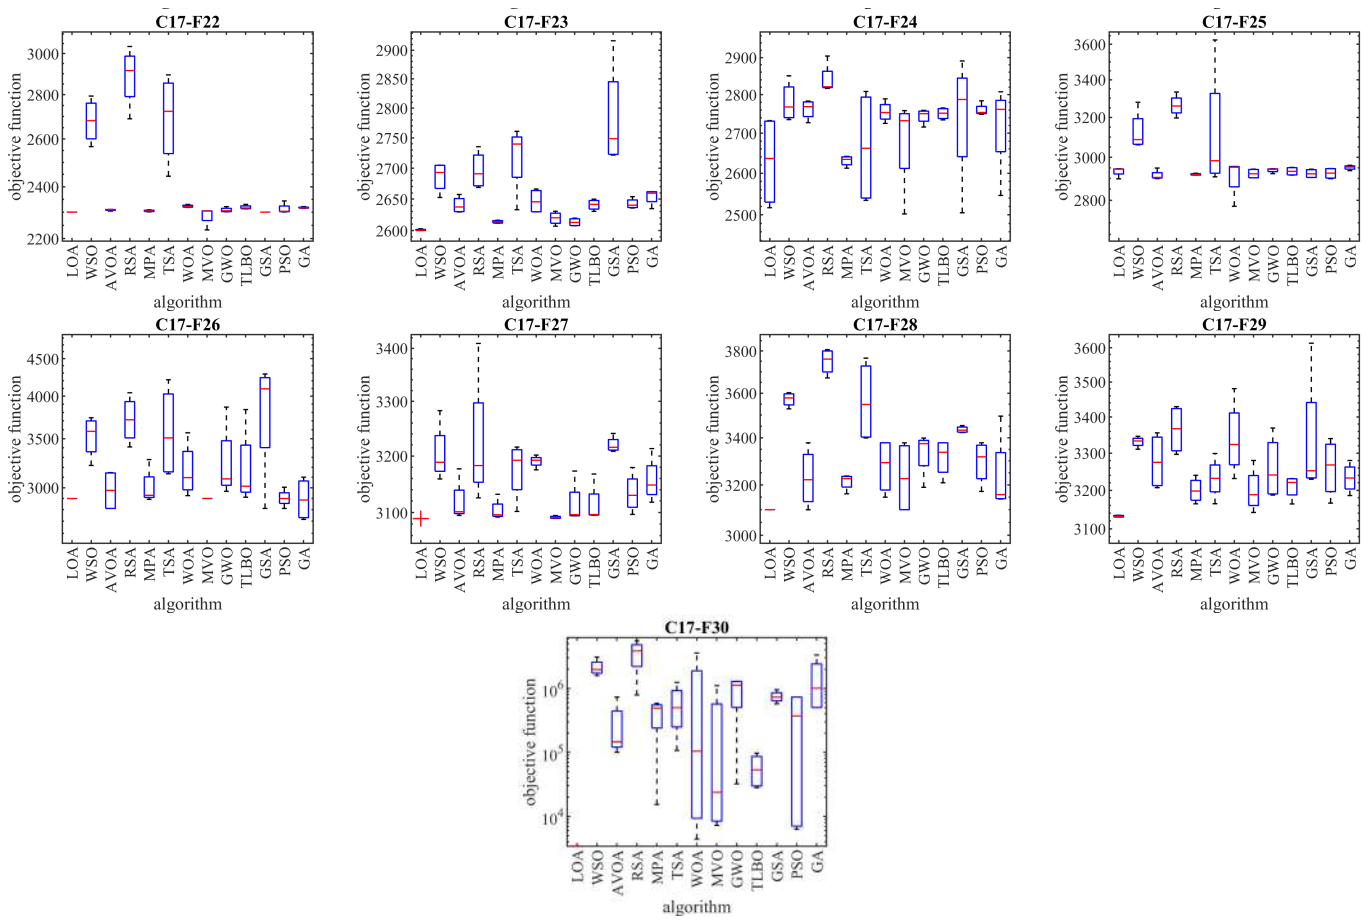 C17-F22
objective function
3000
2800
2600
2400
2200
LOA
WSO
AVOA
RSA
MPA
TSA
WOA
MVO
GWO
TLBO
GSA
PSO
GA
algorithm
C17-F23
objective function
2900
2850
2800
2750
2700
2650
2600
LOA
WSO
AVOA
RSA
MPA
TSA
WOA
MVO
GWO
TLBO
GSA
PSO
GA
algorithm
C17-F24
objective function
2900
2800
2700
2600
2500
LOA
WSO
AVOA
RSA
MPA
TSA
WOA
MVO
GWO
TLBO
GSA
PSO
GA
algorithm
C17-F25
objective function
3600
3400
3200
3000
2800
LOA
WSO
AVOA
RSA
MPA
TSA
WOA
MVO
GWO
TLBO
GSA
PSO
GA
algorithm
C17-F26
objective function
4500
4000
3500
3000
LOA
WSO
AVOA
RSA
MPA
TSA
WOA
MVO
GWO
TLBO
GSA
PSO
GA
algorithm
C17-F27
objective function
3400
3300
3200
3100
LOA
WSO
AVOA
RSA
MPA
TSA
WOA
MVO
GWO
TLBO
GSA
PSO
GA
algorithm
C17-F28
objective function
3800
3600
3400
3200
3000
LOA
WSO
AVOA
RSA
MPA
TSA
WOA
MVO
GWO
TLBO
GSA
PSO
GA
algorithm
C17-F29
objective function
3600
3500
3400
3300
3200
3100
LOA
WSO
AVOA
RSA
MPA
TSA
WOA
MVO
GWO
TLBO
GSA
PSO
GA
algorithm
C17-F30
objective function
10⁶
10⁵
10⁴
LOA
WSO
AVOA
RSA
MPA
TSA
WOA
MVO
GWO
TLBO
GSA
PSO
GA
algorithm